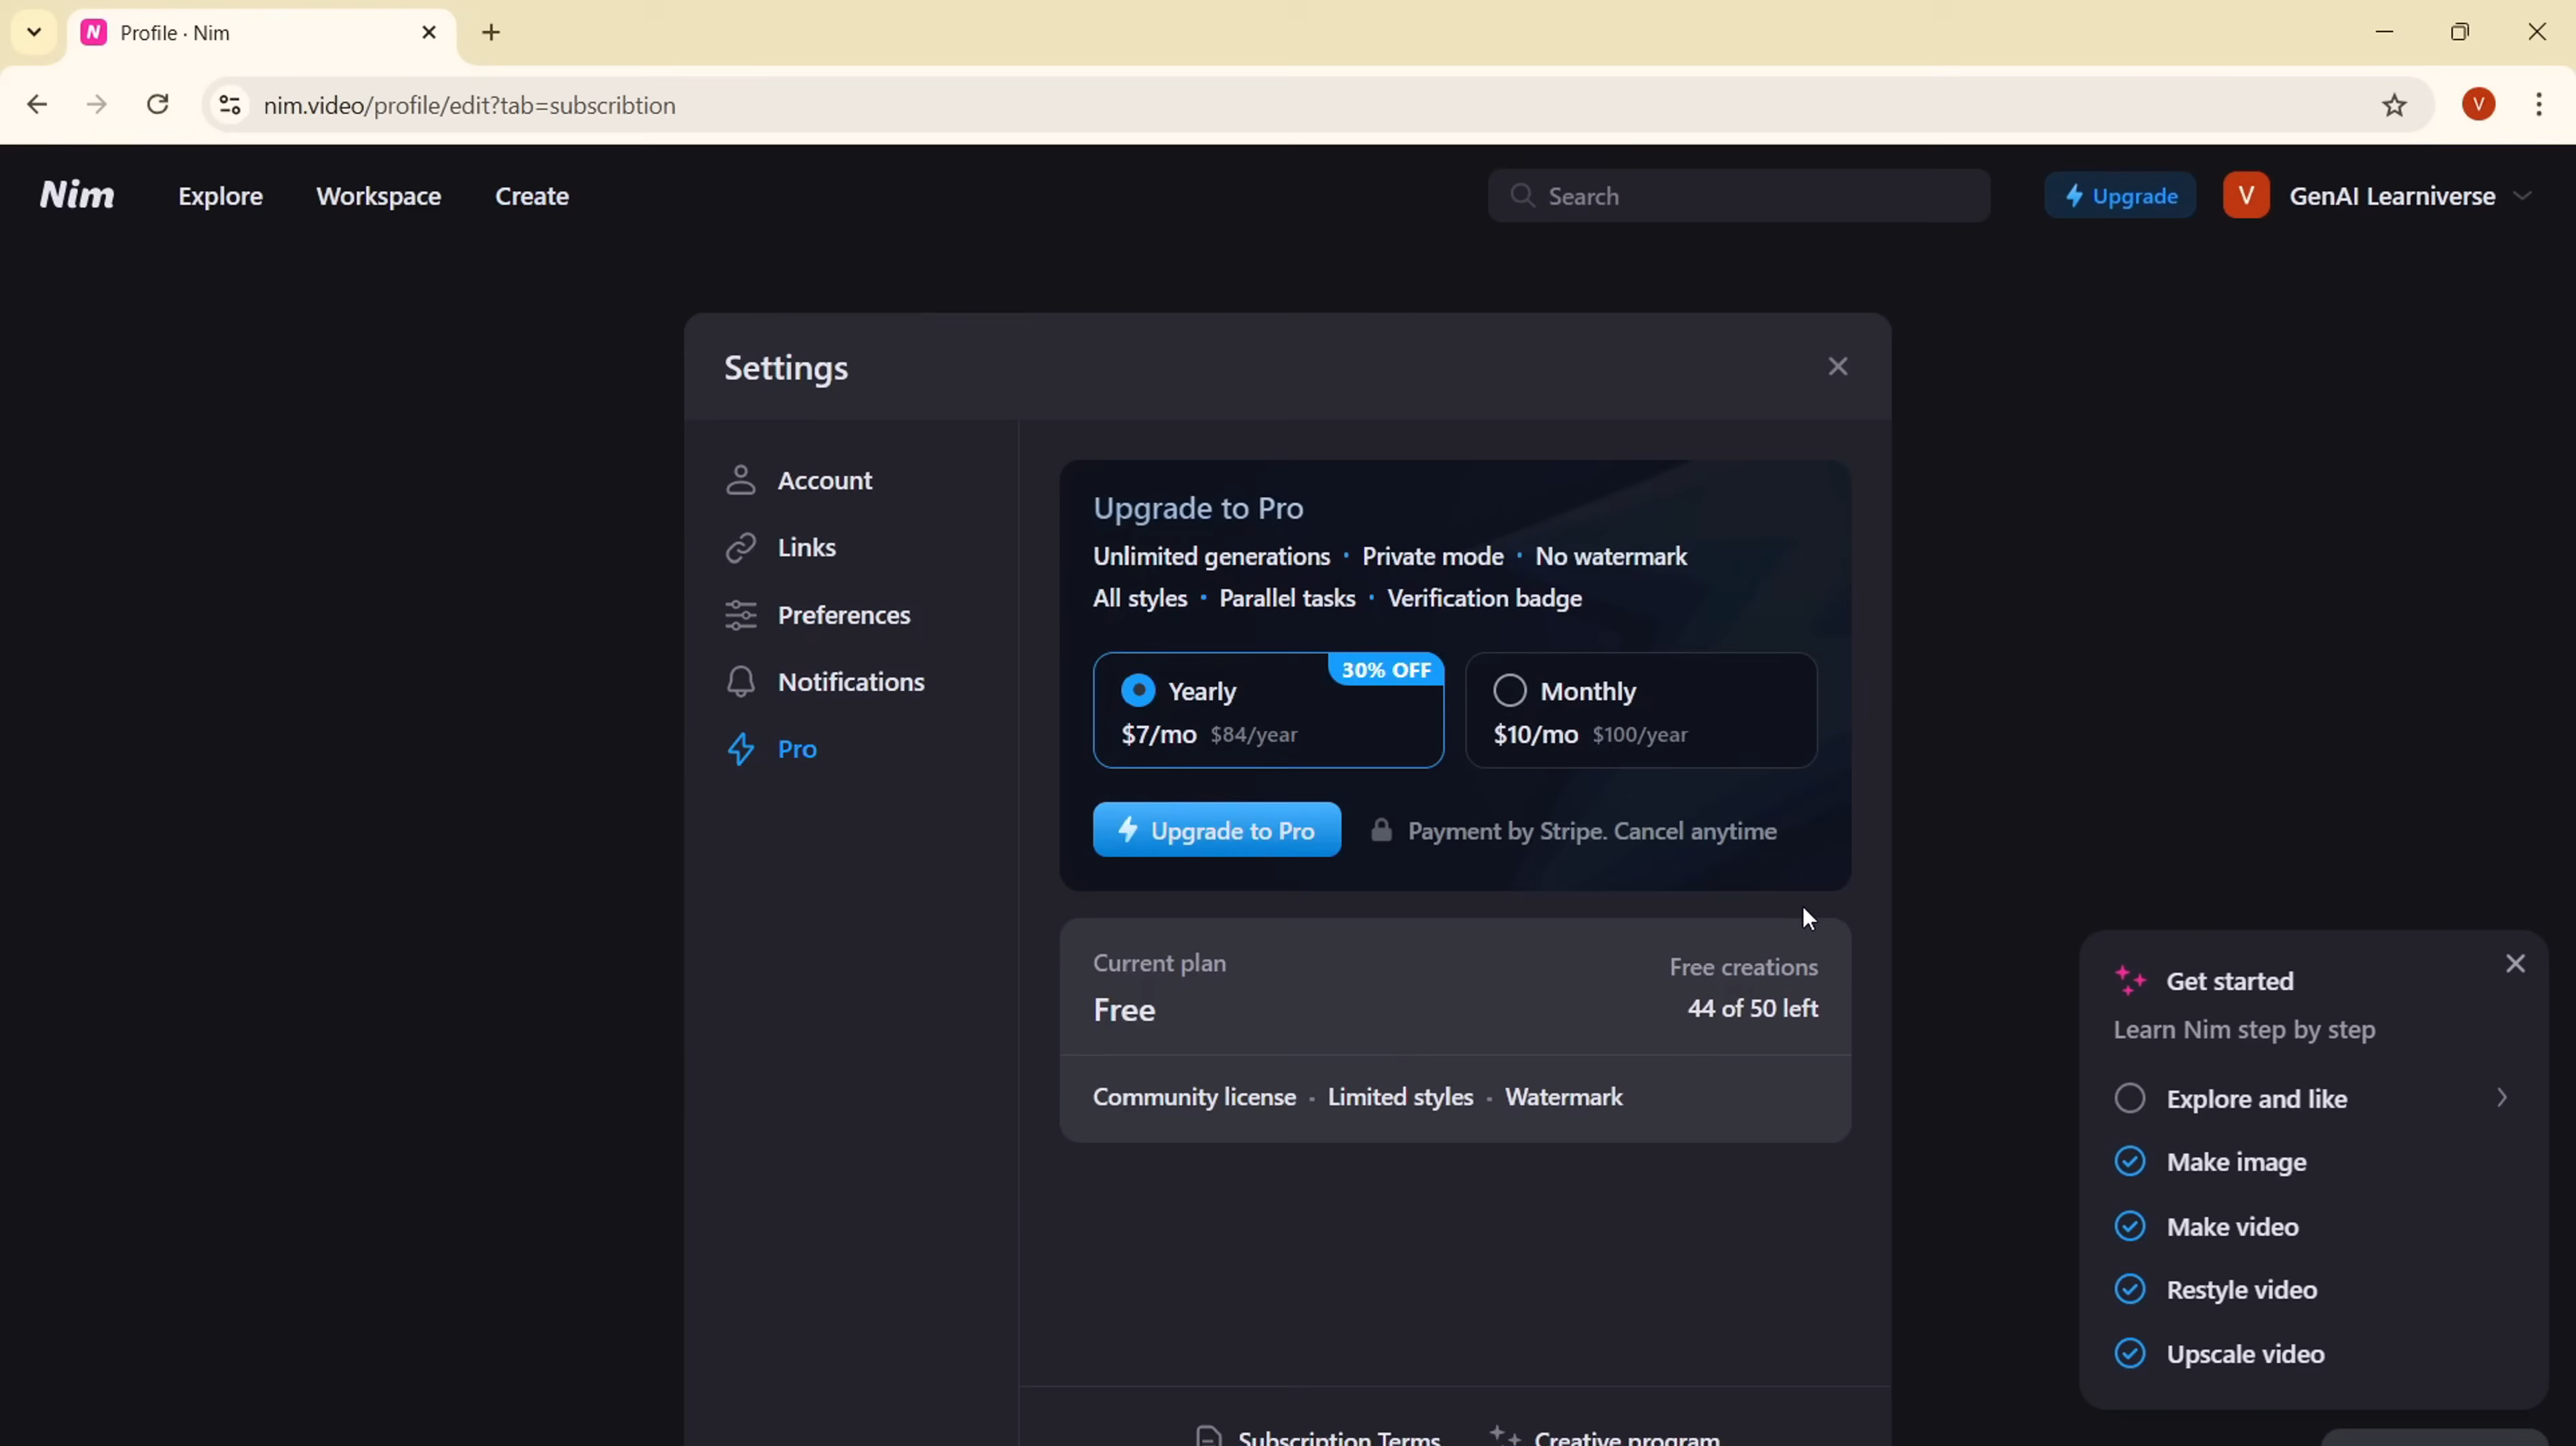 Profile · Nim
nim.video/profile/edit?tab=subscribtion
V
Nim
Explore
Workspace
Create
Search
Upgrade
V
GenAI Learniverse
Settings
Account
Links
Preferences
Notifications
Pro
Upgrade to Pro
Unlimited generations · Private mode · No watermark
All styles · Parallel tasks · Verification badge
30% OFF
Yearly
$7/mo $84/year
Monthly
$10/mo $100/year
Upgrade to Pro
Payment by Stripe. Cancel anytime
Current plan
Free
Free creations
44 of 50 left
Community license · Limited styles · Watermark
Subscription Terms
Creative program
Get started
Learn Nim step by step
Explore and like
Make image
Make video
Restyle video
Upscale video